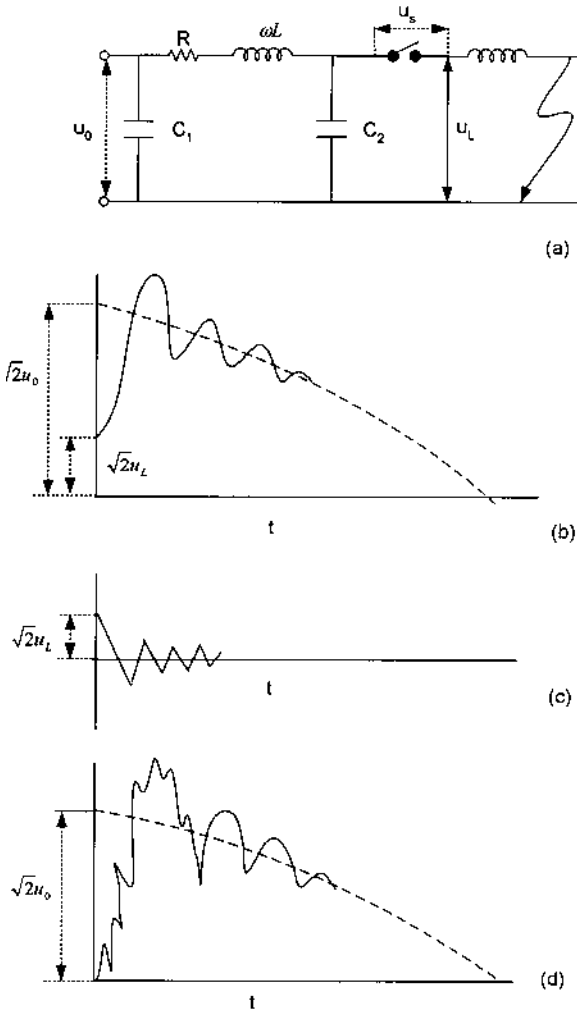 R ωL u_s
u_0 C_1 C_2 u_L
(a)
√2u_0
√2u_L
t
(b)
√2u_L
t
(c)
√2u_0
t
(d)